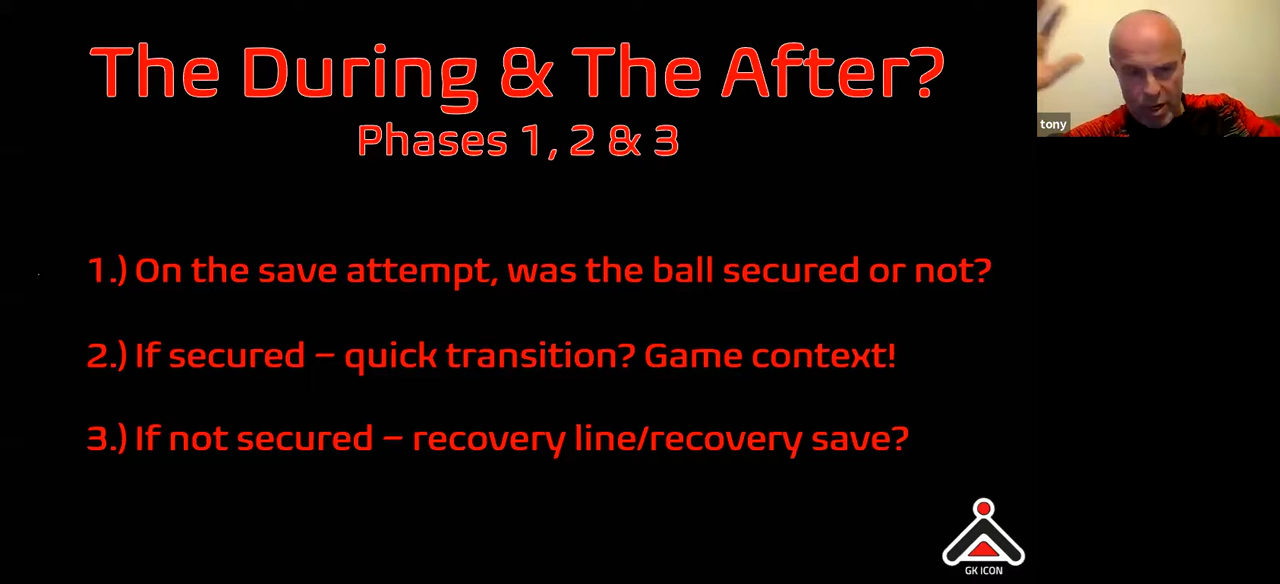 The During & The After?
Phases 1, 2 & 3
tony
1.) On the save attempt, was the ball secured or not?
2.) If secured – quick transition? Game context!
3.) If not secured – recovery line/recovery save?
GK ICON